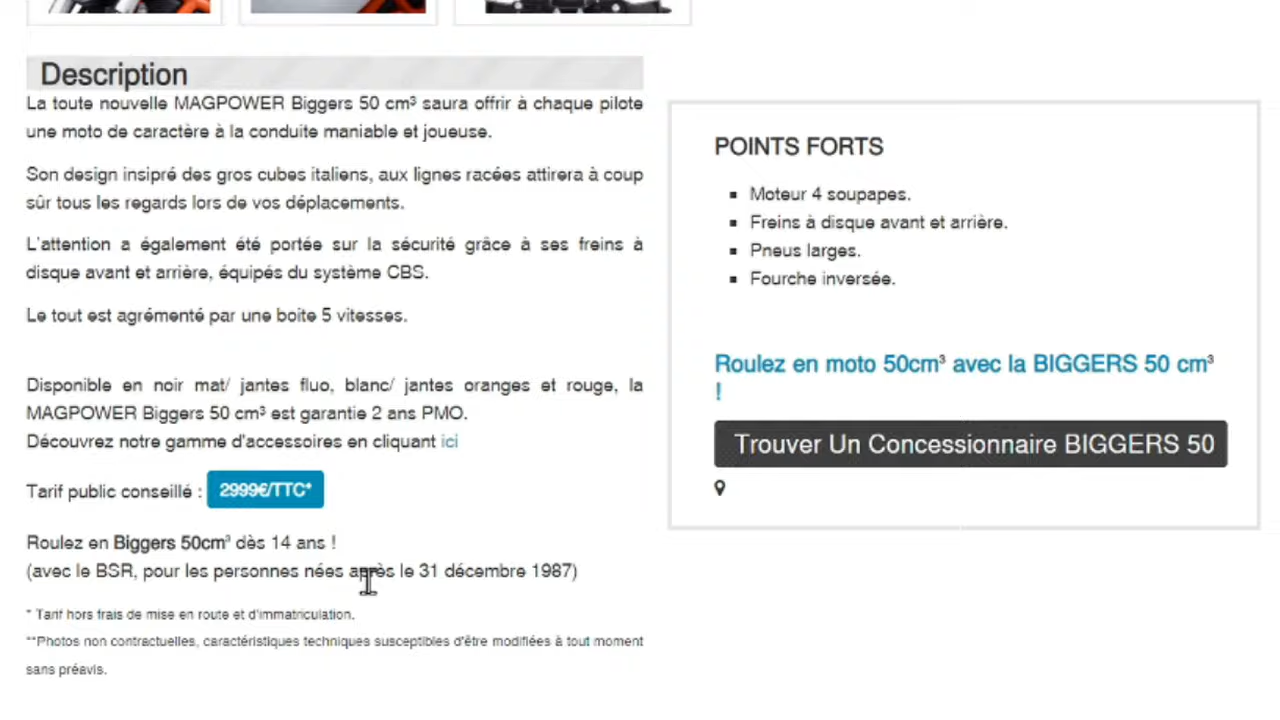 Description
La toute nouvelle MAGPOWER Biggers 50 cm³ saura offrir à chaque pilote
une moto de caractère à la conduite maniable et joueuse.
Son design insipré des gros cubes italiens, aux lignes racées attirera à coup
sûr tous les regards lors de vos déplacements.
L'attention a également été portée sur la sécurité grâce à ses freins à
disque avant et arrière, équipés du système CBS.
Le tout est agrémenté par une boite 5 vitesses.
Disponible en noir mat/ jantes fluo, blanc/ jantes oranges et rouge, la
MAGPOWER Biggers 50 cm³ est garantie 2 ans PMO.
Découvrez notre gamme d'accessoires en cliquant ici
Tarif public conseillé : 2999€/TTC*
Roulez en Biggers 50cm³ dès 14 ans !
(avec le BSR, pour les personnes nées après le 31 décembre 1987)
* Tarif hors frais de mise en route et d'immatriculation.
**Photos non contractuelles, caractéristiques techniques susceptibles d'être modifiées à tout moment
sans préavis.
POINTS FORTS
▪ Moteur 4 soupapes.
▪ Freins à disque avant et arrière.
▪ Pneus larges.
▪ Fourche inversée.
Roulez en moto 50cm³ avec la BIGGERS 50 cm³
!
Trouver Un Concessionnaire BIGGERS 50